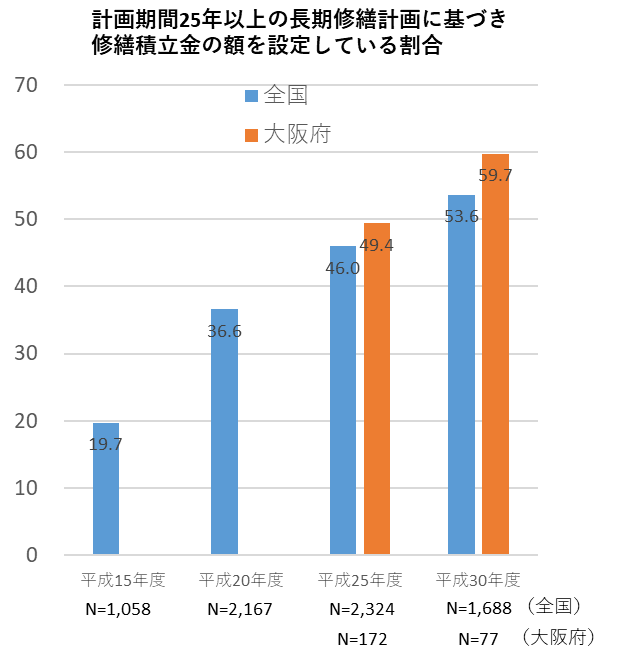 計画期間25年以上の長期修繕計画に基づき
修繕積立金の額を設定している割合
70
全国
大阪府
60
59.7
53.6
50
49.4
46.0
40
36.6
30
20
19.7
10
0
平成15年度 平成20年度 平成25年度 平成30年度
N=1,058 N=2,167 N=2,324 N=1,688 （全国）
N=172 N=77 （大阪府）